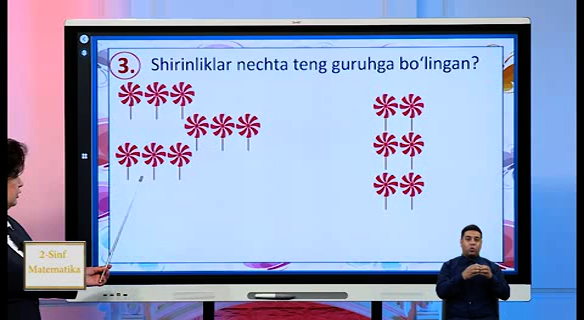 3. Shirinliklar nechta teng guruhga bo‘lingan?
2-Sinf
Matematika